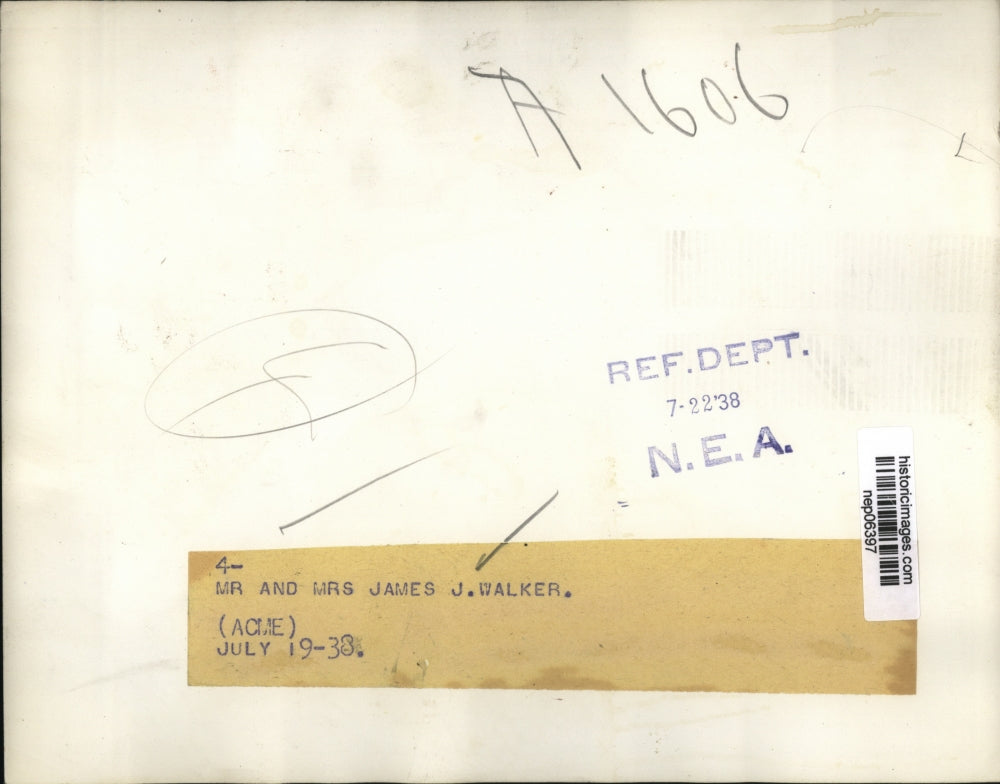 A 1606
REF. DEPT.
7-22'38
N.E.A.
historicimages.com
nep06397
4-
MR AND MRS JAMES J.WALKER.
(ACME)
JULY 19-38.